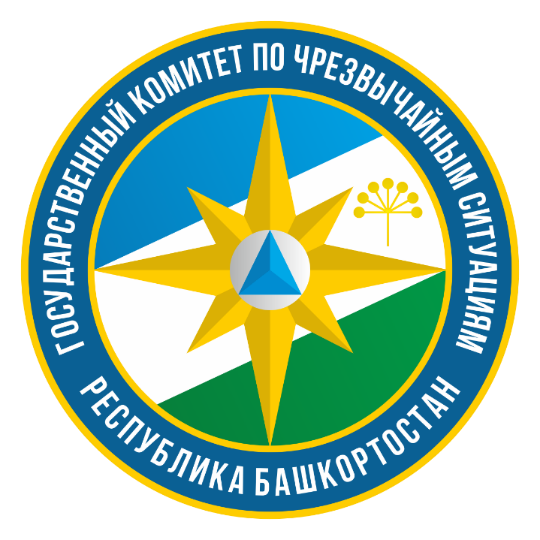 ГОСУДАРСТВЕННЫЙ КОМИТЕТ ПО ЧРЕЗВЫЧАЙНЫМ СИТУАЦИЯМ
РЕСПУБЛИКА БАШКОРТОСТАН